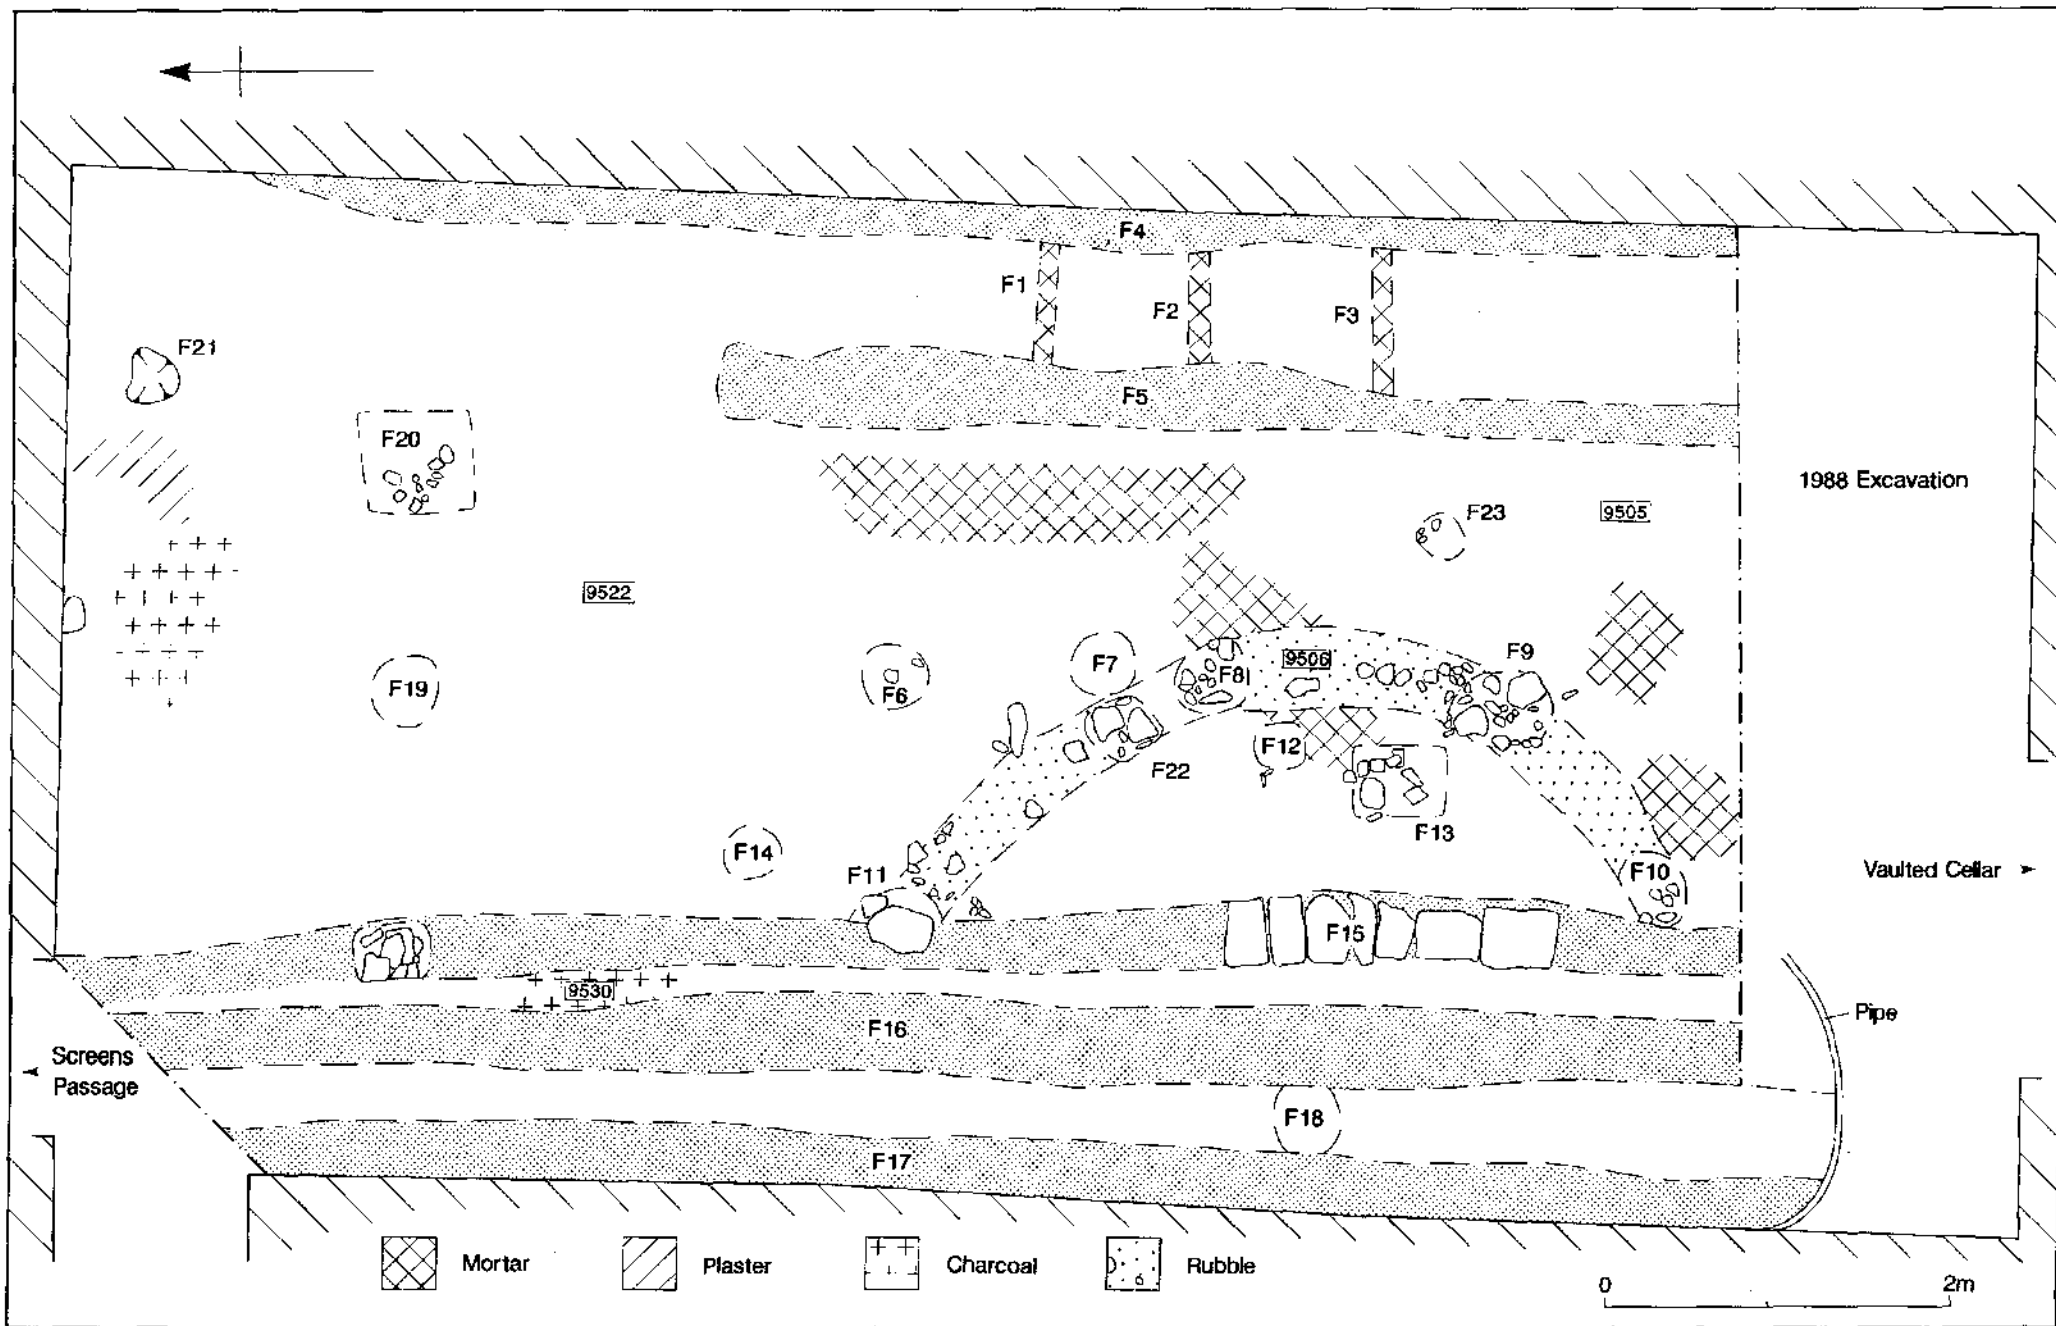 F4
F1
F2
F3
F21
F5
F20
1988 Excavation
F23
9505
9522
F7
F8
9506
F9
F19
F6
F12
F22
F13
F14
F11
F10
Vaulted Cellar
F15
9530
F16
Pipe
Screens
Passage
F18
F17
Mortar
Plaster
Charcoal
Rubble
0 2m